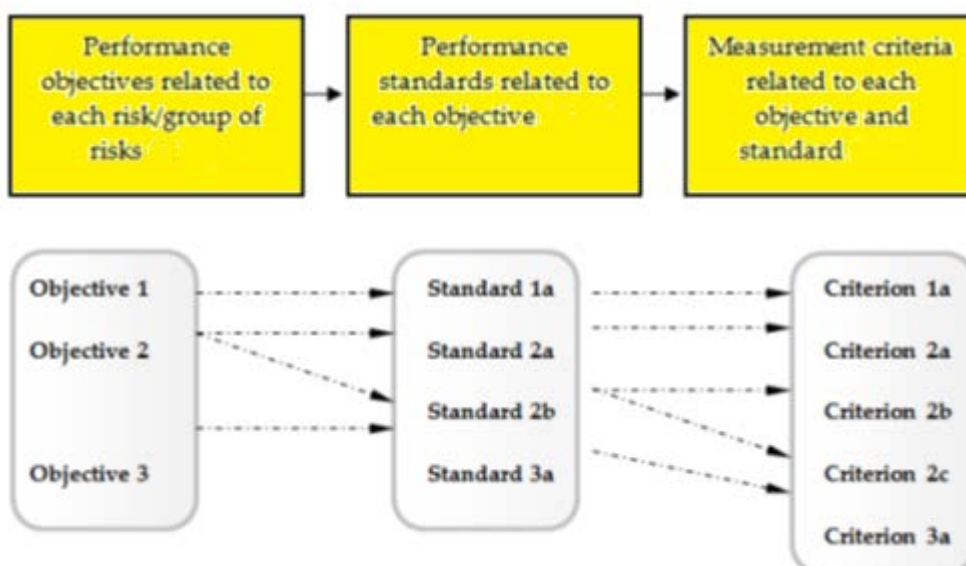 Performance
objectives related to
each risk/group of
risks
Performance
standards related to
each objective
Measurement criteria
related to each
objective and
standard
Objective 1
Objective 2
Objective 3
Standard 1a
Standard 2a
Standard 2b
Standard 3a
Criterion 1a
Criterion 2a
Criterion 2b
Criterion 2c
Criterion 3a